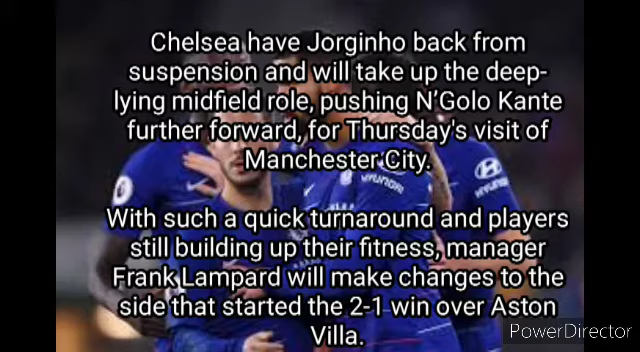 Chelsea have Jorginho back from
suspension and will take up the deep-
lying midfield role, pushing N’Golo Kante
further forward, for Thursday's visit of
Manchester City.
HYUNDAI
HYUNDAI
With such a quick turnaround and players
still building up their fitness, manager
Frank Lampard will make changes to the
side that started the 2-1 win over Aston
Villa.
PowerDirector